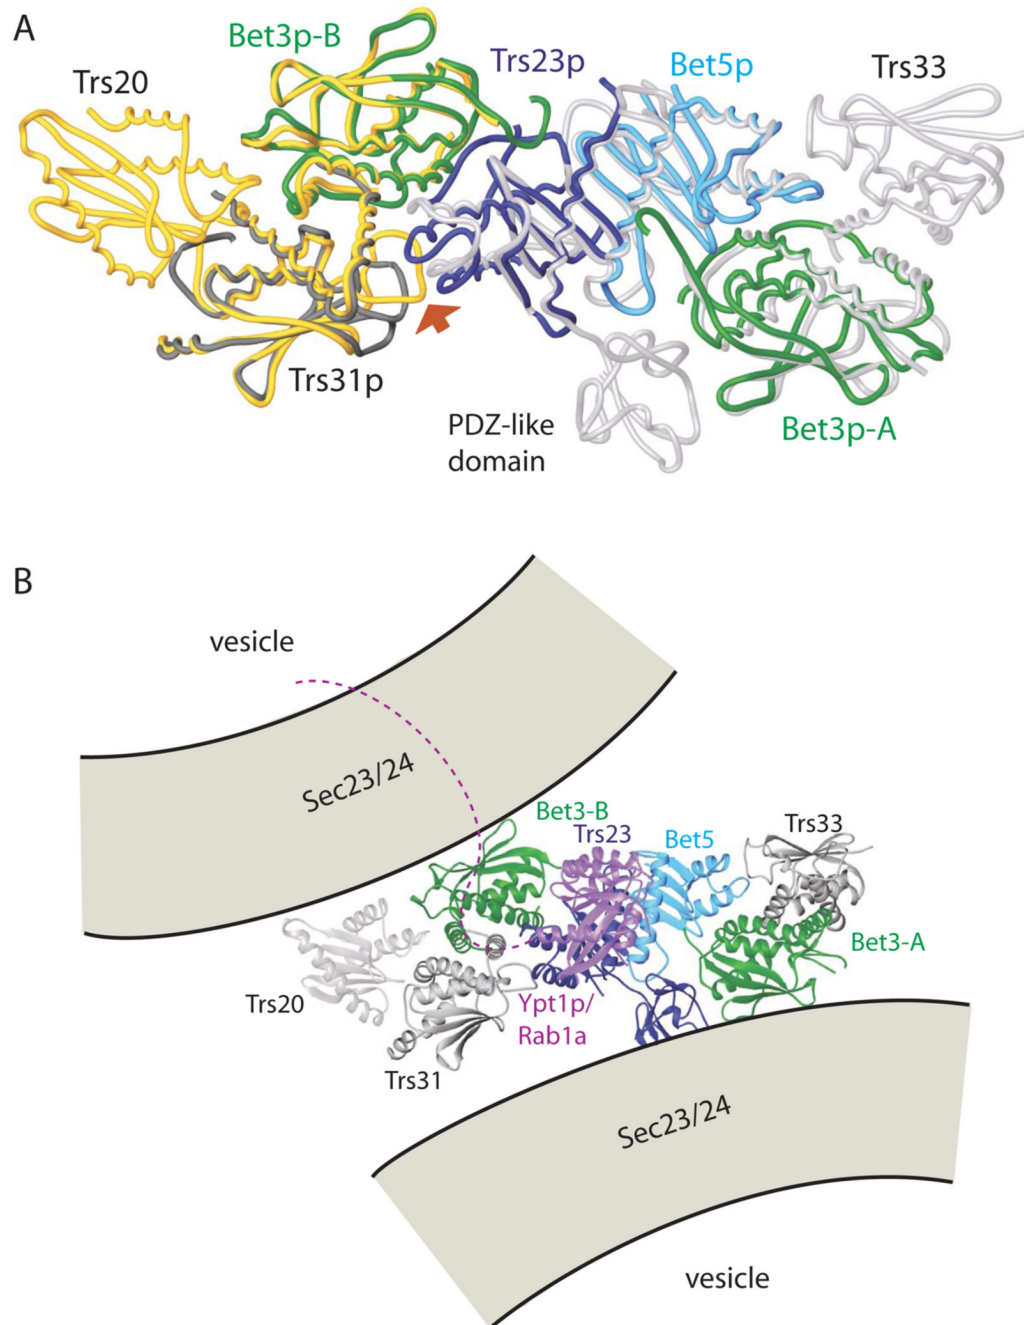 A
Bet3p-B
Trs23p
Bet5p
Trs33
Trs20
Trs31p
PDZ-like
domain
Bet3p-A
B
vesicle
Sec23/24
Bet3-B
Trs23
Bet5
Trs33
Bet3-A
Trs20
Ypt1p/
Rab1a
Trs31
Sec23/24
vesicle